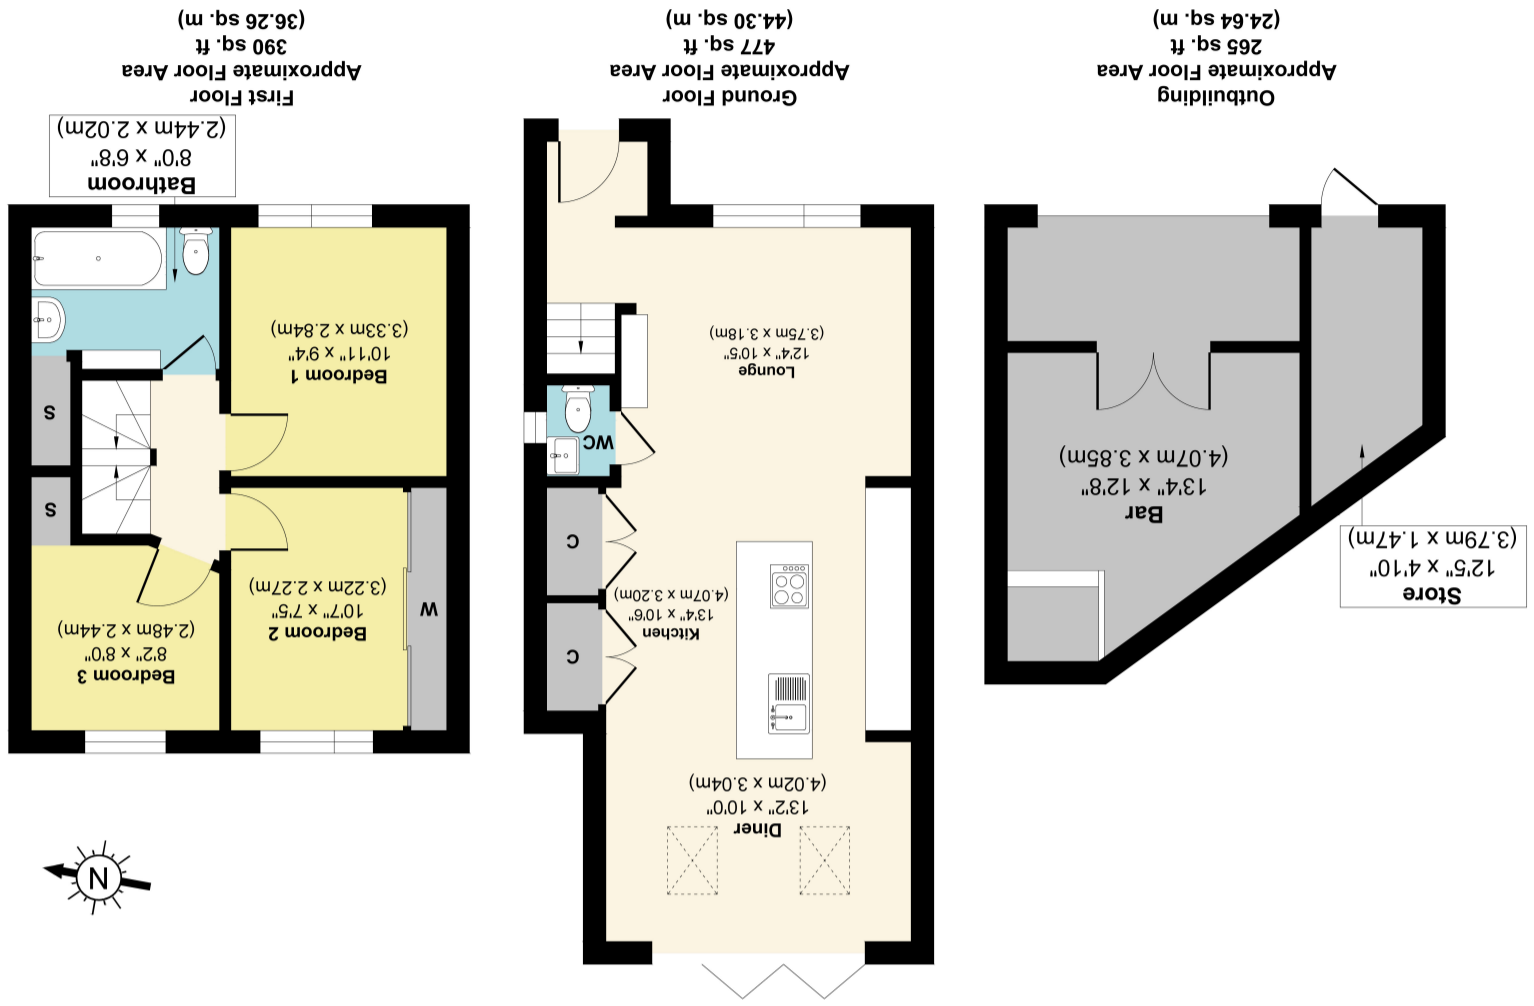 Store
12'5" x 4'10"
(3.79m x 1.47m)
Bar
13'4" x 12'8"
(4.07m x 3.85m)
Outbuilding
Approximate Floor Area
265 sq. ft
(24.64 sq. m)
Diner
13'2" x 10'0"
(4.02m x 3.04m)
Kitchen
13'4" x 10'6"
(4.07m x 3.20m)
C
C
WC
Lounge
12'4" x 10'5"
(3.75m x 3.18m)
Ground Floor
Approximate Floor Area
477 sq. ft
(44.30 sq. m)
N
Bedroom 3
8'2" x 8'0"
(2.48m x 2.44m)
Bedroom 2
10'7" x 7'5"
(3.22m x 2.27m)
W
S
S
Bedroom 1
10'11" x 9'4"
(3.33m x 2.84m)
Bathroom
8'0" x 6'8"
(2.44m x 2.02m)
First Floor
Approximate Floor Area
390 sq. ft
(36.26 sq. m)